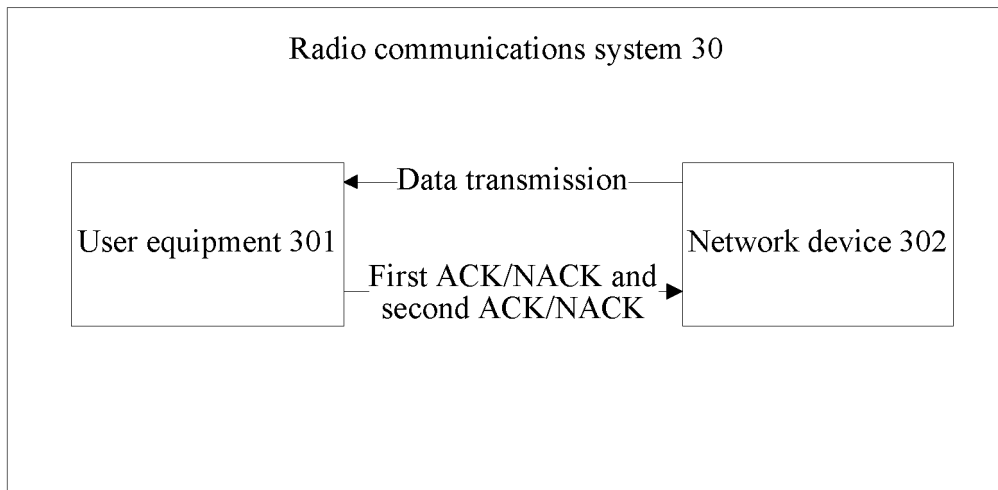 Radio communications system 30
Data transmission
User equipment 301
Network device 302
First ACK/NACK and
second ACK/NACK